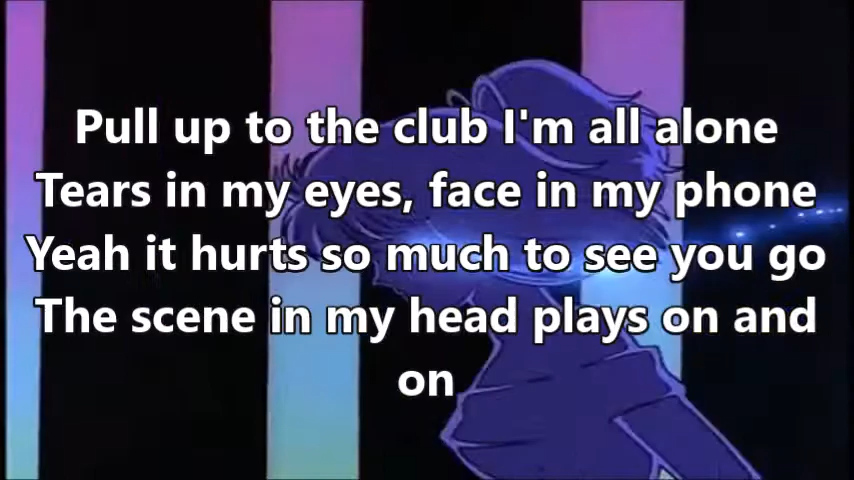 Pull up to the club I'm all alone
Tears in my eyes, face in my phone
Yeah it hurts so much to see you go
The scene in my head plays on and
on